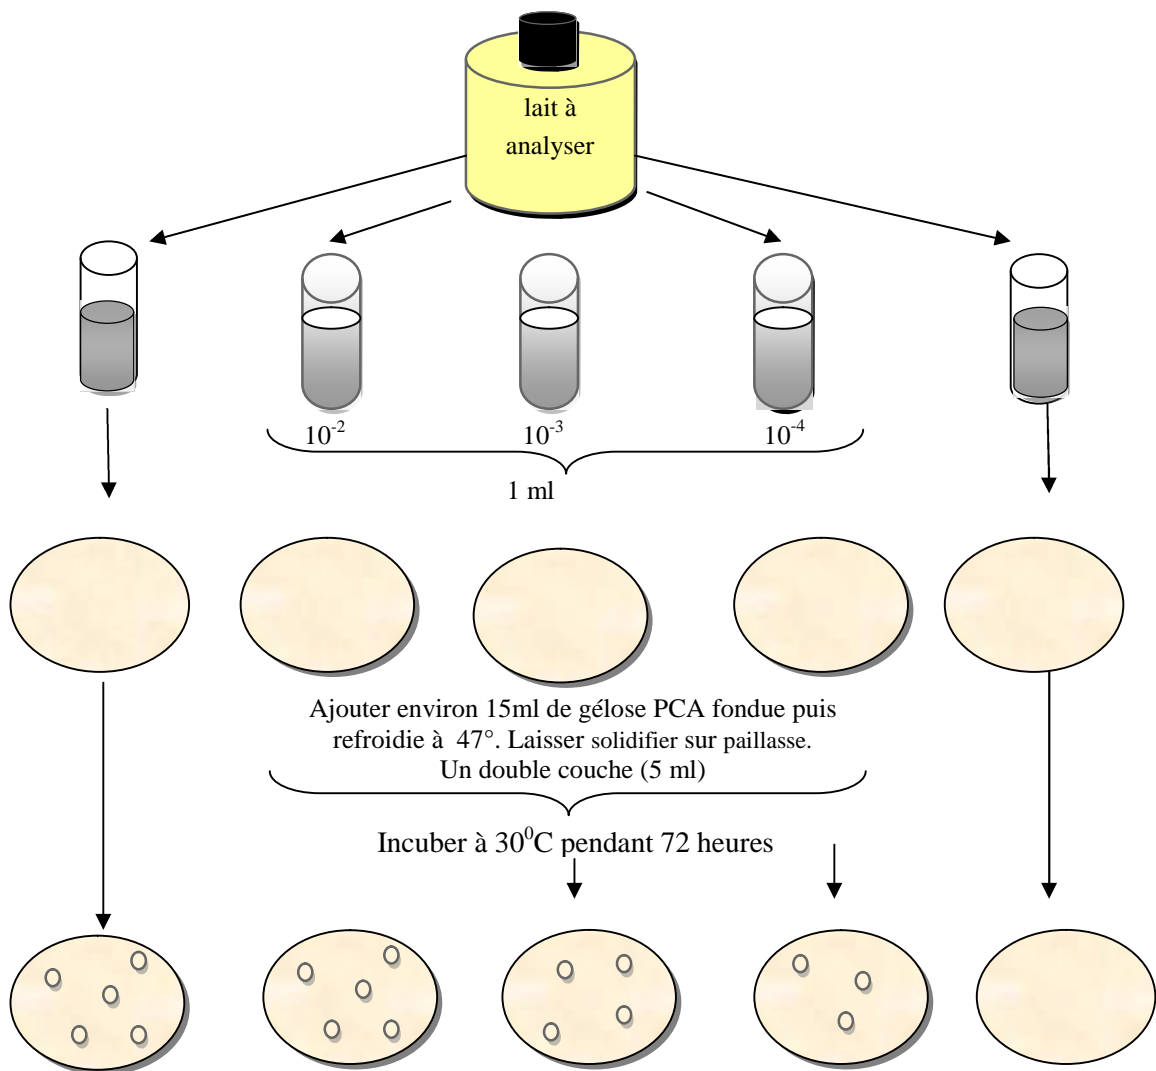 lait à
analyser
10⁻² 10⁻³ 10⁻⁴
1 ml
Ajouter environ 15ml de gélose PCA fondue puis
refroidie à 47°. Laisser solidifier sur paillasse.
Un double couche (5 ml)
Incuber à 30⁰C pendant 72 heures